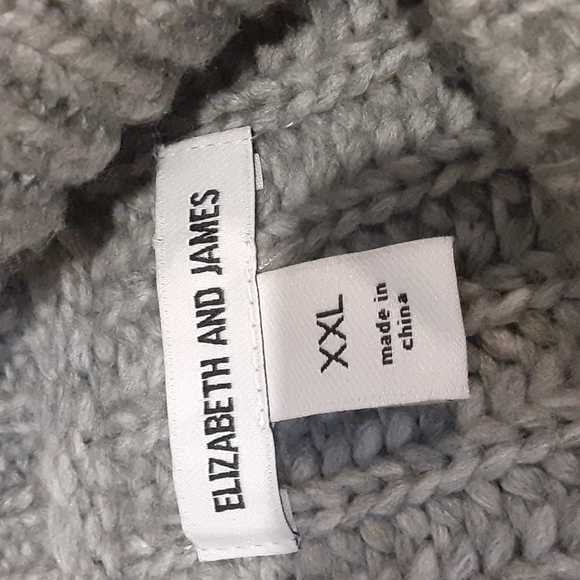 ELIZABETH AND JAMES
XXL
made in
china